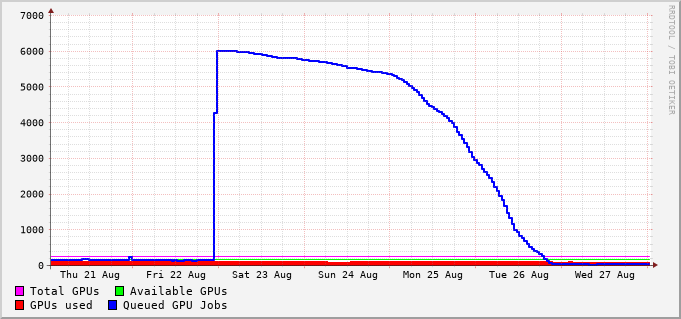 7000
6000
5000
4000
3000
2000
1000
0
Thu 21 Aug Fri 22 Aug Sat 23 Aug Sun 24 Aug Mon 25 Aug Tue 26 Aug Wed 27 Aug
Total GPUs Available GPUs
GPUs used Queued GPU Jobs
RRDTOOL / TOBI OETIKER